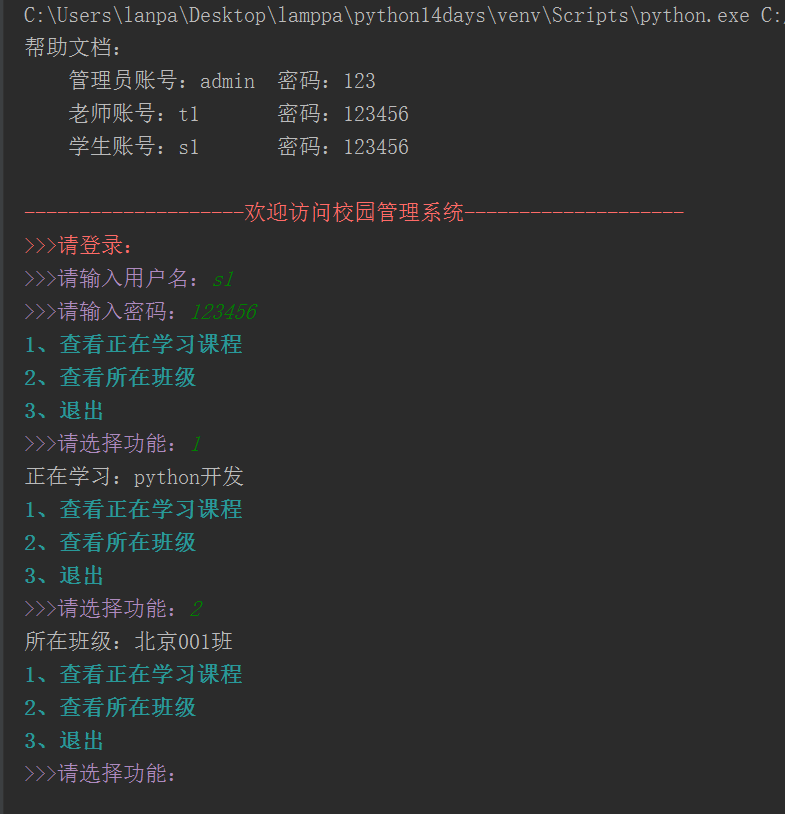 C:\Users\lanpa\Desktop\lamppa\python14days\venv\Scripts\python.exe C:/
帮助文档:
管理员账号: admin  密码: 123
老师账号: t1       密码: 123456
学生账号: s1       密码: 123456
--------------------欢迎访问校园管理系统--------------------
>>>请登录:
>>>请输入用户名: s1
>>>请输入密码: 123456
1、查看正在学习课程
2、查看所在班级
3、退出
>>>请选择功能: 1
正在学习: python开发
1、查看正在学习课程
2、查看所在班级
3、退出
>>>请选择功能: 2
所在班级: 北京001班
1、查看正在学习课程
2、查看所在班级
3、退出
>>>请选择功能: